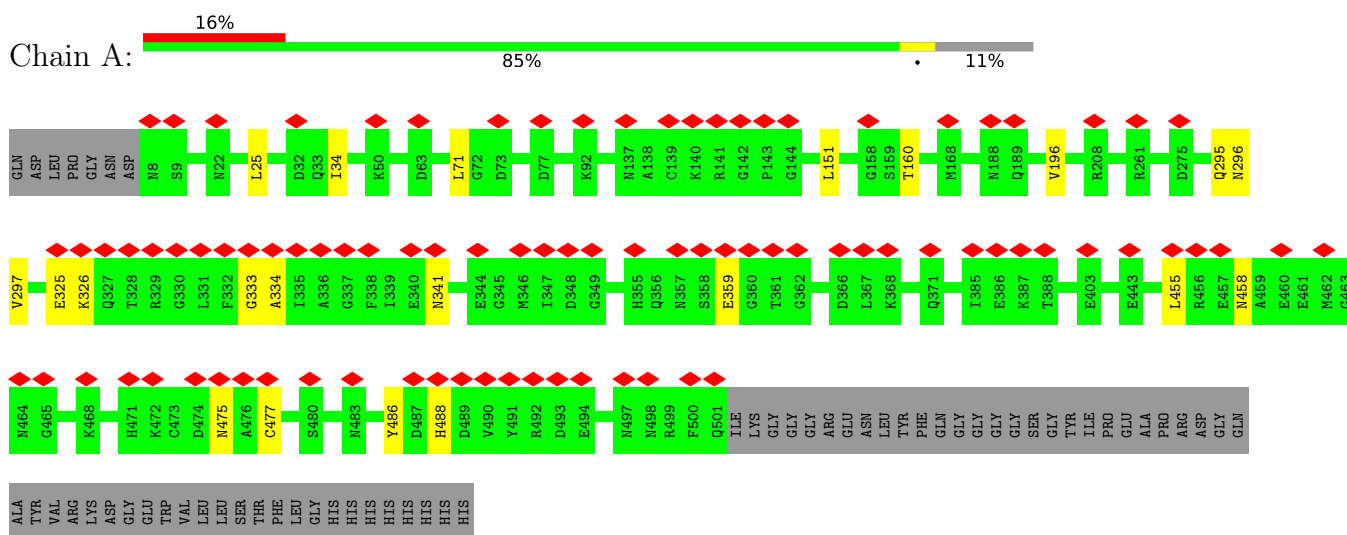 16%
Chain A:
85% • 11%
GLN ASP LEU PRO GLY ASN ASP N8 S9 N22 L25 D32 Q33 I34 K50 D63 L71 G72 D73 D77 K92 N137 A138 C139 K140 R141 G142 P143 G144 L151 G158 S159 T160 M168 N188 Q189 V196 R208 R261 D275 Q295 N296
V297 E325 K326 Q327 T328 R329 G330 L331 F332 G333 A334 I335 A336 G337 F338 I339 E340 N341 E344 G345 M346 I347 D348 G349 H355 Q356 N357 S358 E359 G360 T361 G362 D366 L367 K368 Q371 I385 E386 K387 T388 E403 E443 L455 R456 E457 N458 A459 E460 E461 M462 G463
N464 G465 K468 H471 K472 C473 D474 N475 A476 C477 S480 N483 Y486 D487 H488 D489 V490 Y491 R492 D493 E494 N497 N498 R499 F500 Q501 ILE LYS GLY GLY GLY ARG GLU ASN LEU TYR PHE GLN GLY GLY GLY GLY SER GLY TYR ILE PRO GLU ALA PRO ARG ASP GLY GLN
ALA TYR VAL ARG LYS ASP GLY GLU TRP VAL LEU LEU SER THR PHE LEU GLY HIS HIS HIS HIS HIS HIS HIS HIS